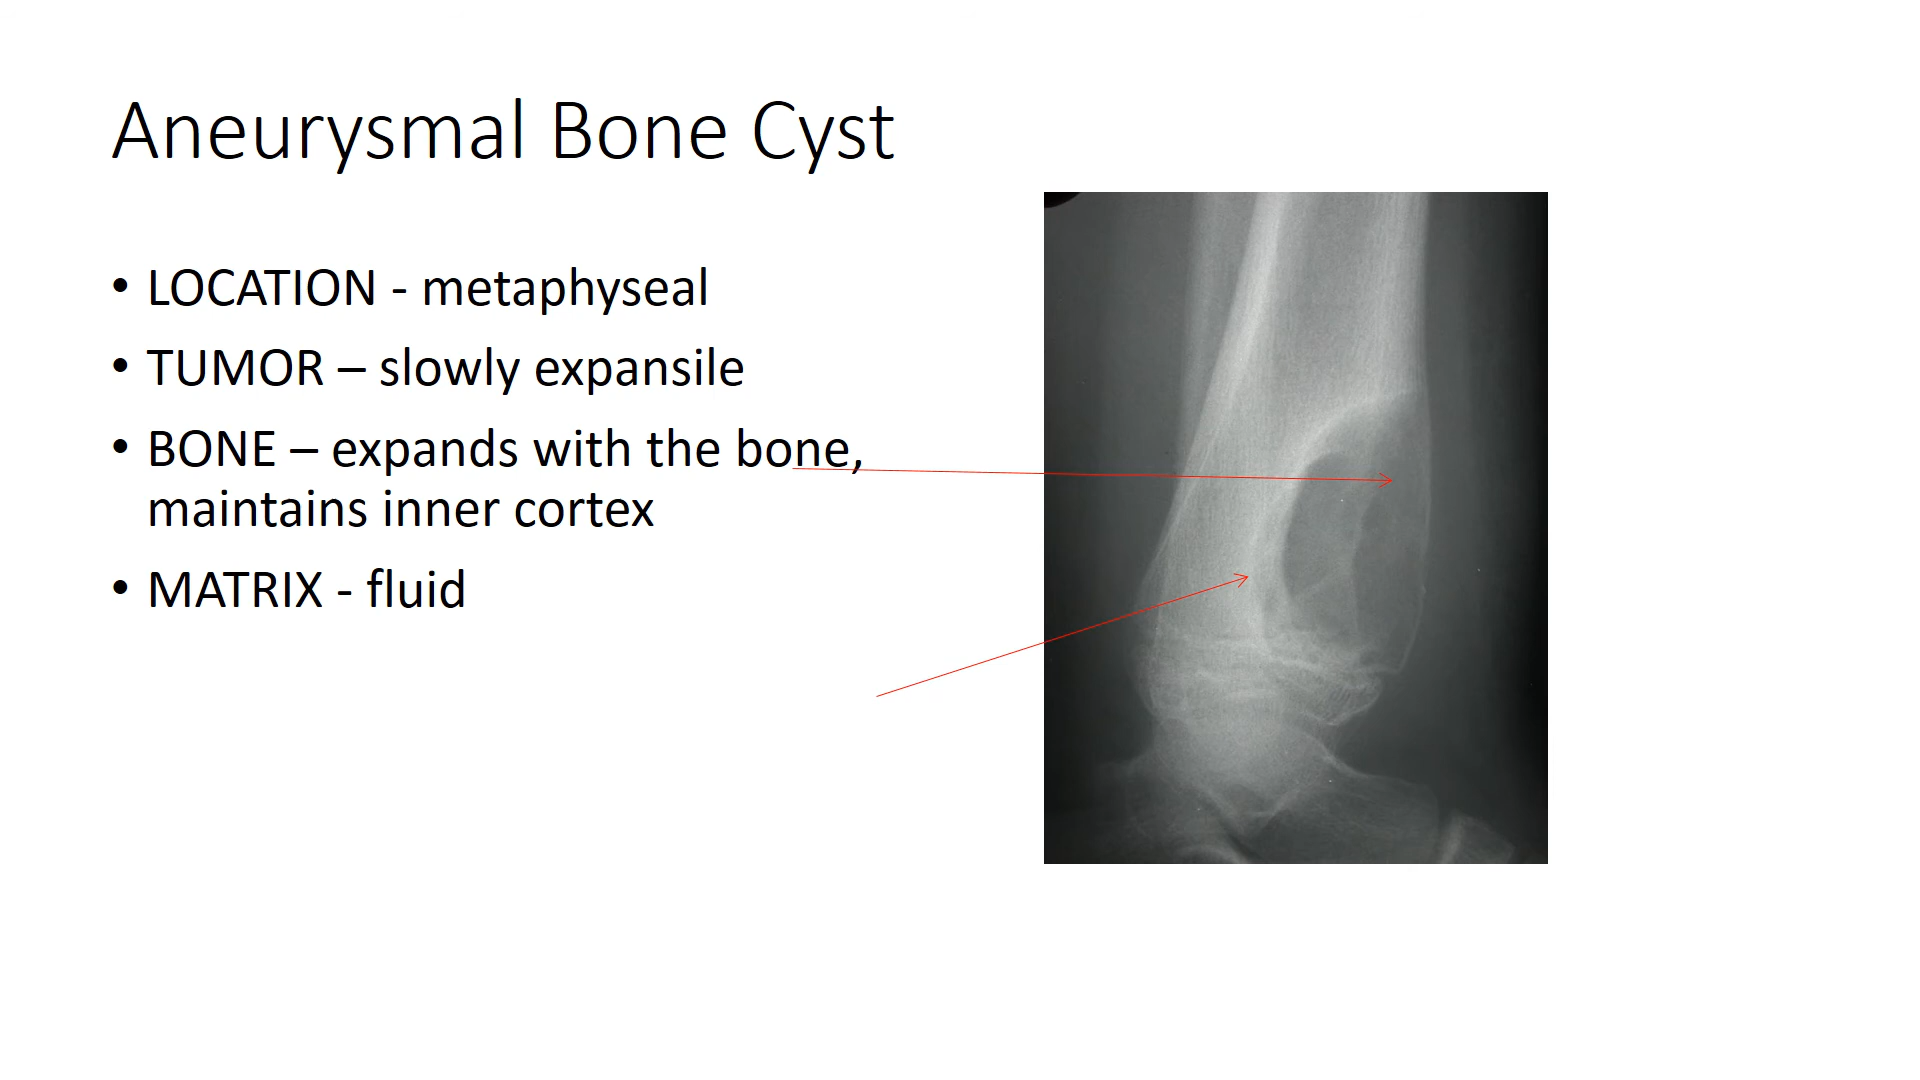 Aneurysmal Bone Cyst
• LOCATION - metaphyseal
• TUMOR – slowly expansile
• BONE – expands with the bone,
maintains inner cortex
• MATRIX - fluid